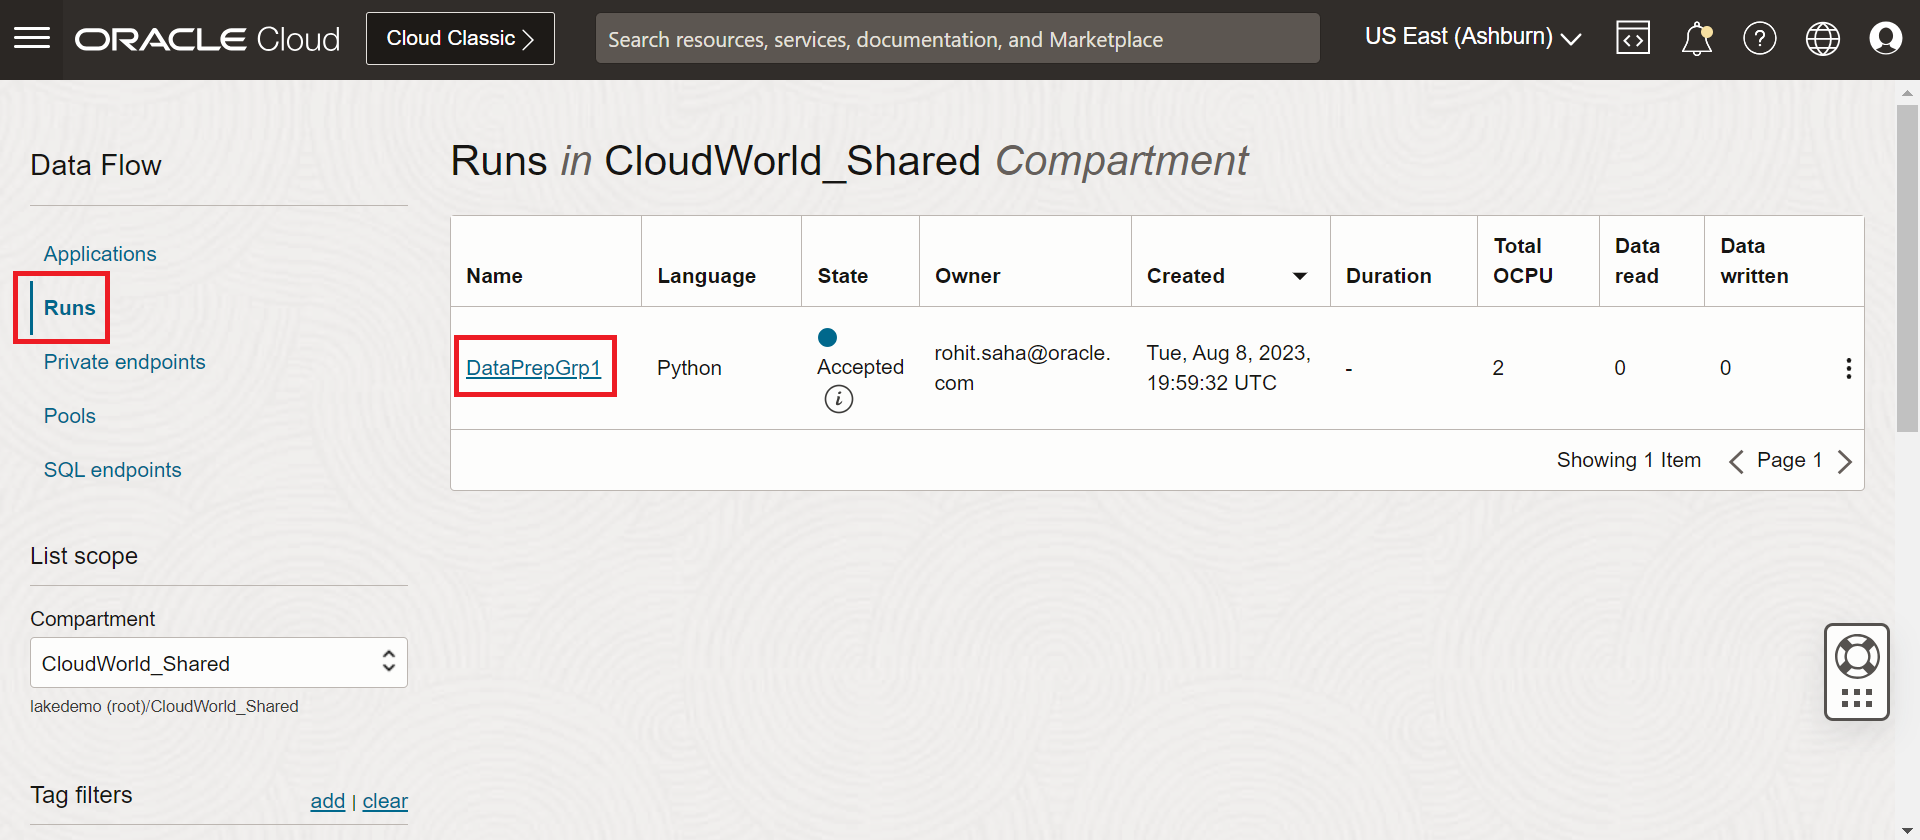 ORACLE Cloud
Cloud Classic
Search resources, services, documentation, and Marketplace
US East (Ashburn)
Data Flow
Applications
Runs
Private endpoints
Pools
SQL endpoints
List scope
Compartment
CloudWorld_Shared
lakedemo (root)/CloudWorld_Shared
Tag filters
add | clear
Runs in CloudWorld_Shared Compartment
Name
Language
State
Owner
Created
Duration
Total
OCPU
Data
read
Data
written
DataPrepGrp1
Python
Accepted
i
rohit.saha@oracle.
com
Tue, Aug 8, 2023,
19:59:32 UTC
-
2
0
0
Showing 1 Item
Page 1